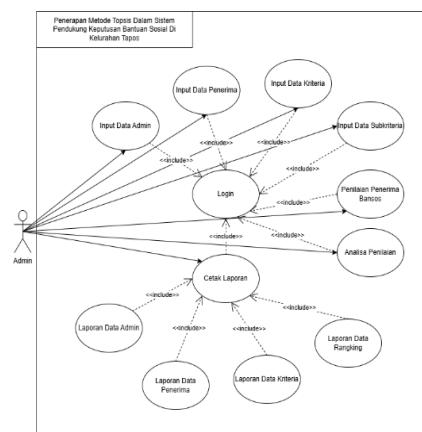 Penerapan Metode Topsis Dalam Sistem
Pendukung Keputusan Bantuan Sosial Di
Kelurahan Tapos
Input Data Penerima
Input Data Kriteria
Input Data Admin
Input Data Subkriteria
<<include>>
<<include>>
<<include>>
<<include>>
Login
<<include>>
Penilaian Penerima
Bansos
<<include>>
Analisa Penilaian
Admin
<<include>>
Cetak Laporan
<<include>>
<<include>>
<<include>>
<<include>>
Laporan Data Admin
Laporan Data
Rangking
Laporan Data
Penerima
Laporan Data Kriteria